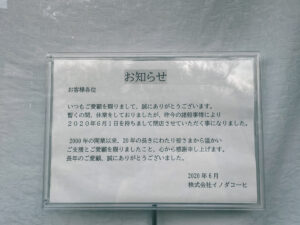 お知らせ
お客様各位
いつもご愛顧を賜りまして、誠にありがとうございます。
暫くの間、休業をしておりましたが、昨今の諸般事情により
2020年6月1日を持ちまして閉店させていただく事になりました。
2000年の開業以来、20年の長きにわたり皆さまから温かい
ご支援とご愛顧を賜りましたこと、心から感謝申し上げます。
長年のご愛顧、誠にありがとうございました。
2020年6月
株式会社イノダコーヒ